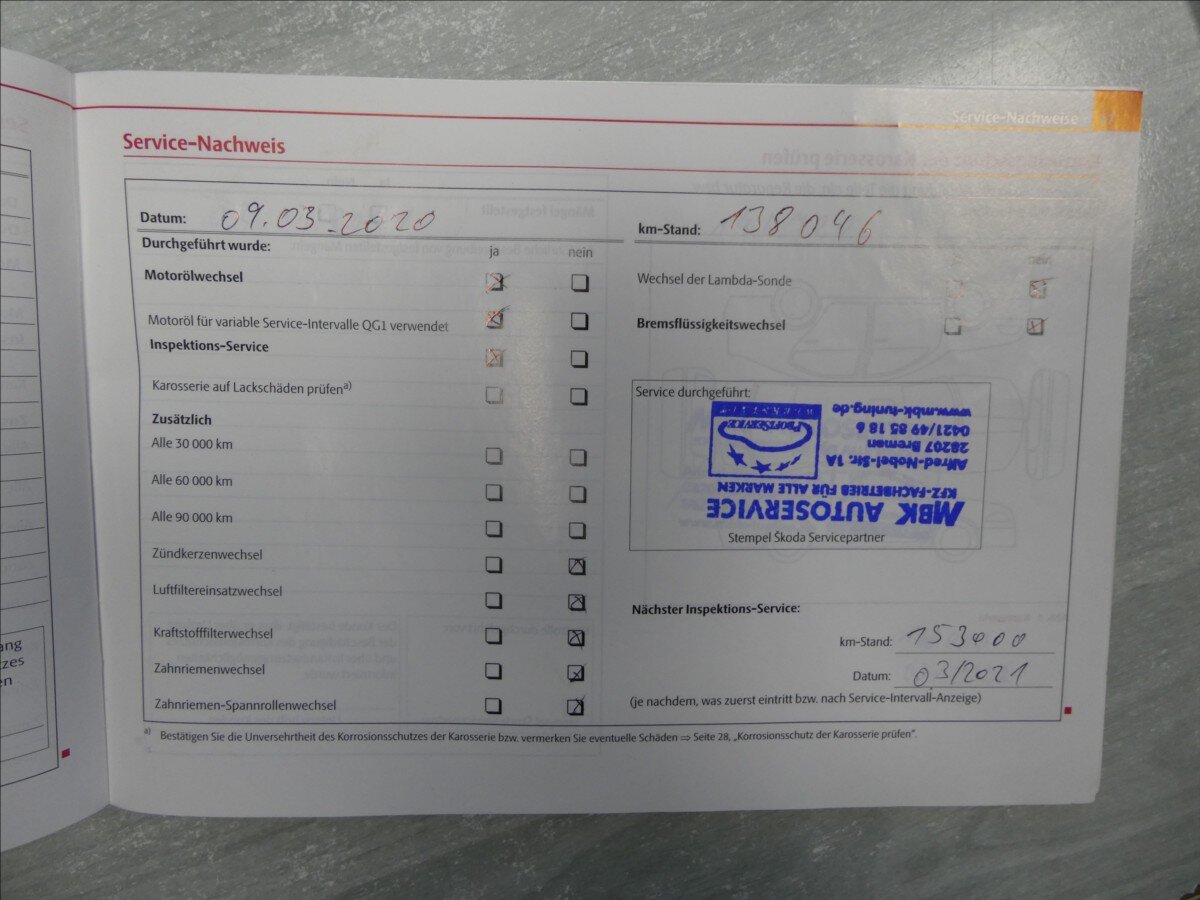 Service-Nachweise
Service-Nachweis
Datum: 09.03.2020
km-Stand: 138046
Durchgeführt wurde:
ja nein
Motorölwechsel
Motoröl für variable Service-Intervalle QG1 verwendet
Inspektions-Service
Karosserie auf Lackschäden prüfen a)
Zusätzlich
Alle 30 000 km
Alle 60 000 km
Alle 90 000 km
Zündkerzenwechsel
Luftfiltereinsatzwechsel
Kraftstofffilterwechsel
Zahnriemenwechsel
Zahnriemen-Spannrollenwechsel
nein
Wechsel der Lambda-Sonde
Bremsflüssigkeitswechsel
Service durchgeführt:
MBK AUTOSERVICE
KFZ-FACHBETRIEB FÜR ALLE MARKEN
PROFISERVICE
Alfred-Nobel-Str. 1A
28207 Bremen
0421/49 85 18 6
www.mbk-tuning.de
Stempel Škoda Servicepartner
Nächster Inspektions-Service:
km-Stand: 153000
Datum: 03/2021
(je nachdem, was zuerst eintritt bzw. nach Service-Intervall-Anzeige)
a) Bestätigen Sie die Unversehrtheit des Korrosionsschutzes der Karosserie bzw. vermerken Sie eventuelle Schäden ⇒ Seite 28, „Korrosionsschutz der Karosserie prüfen“.
ang
tzes
en